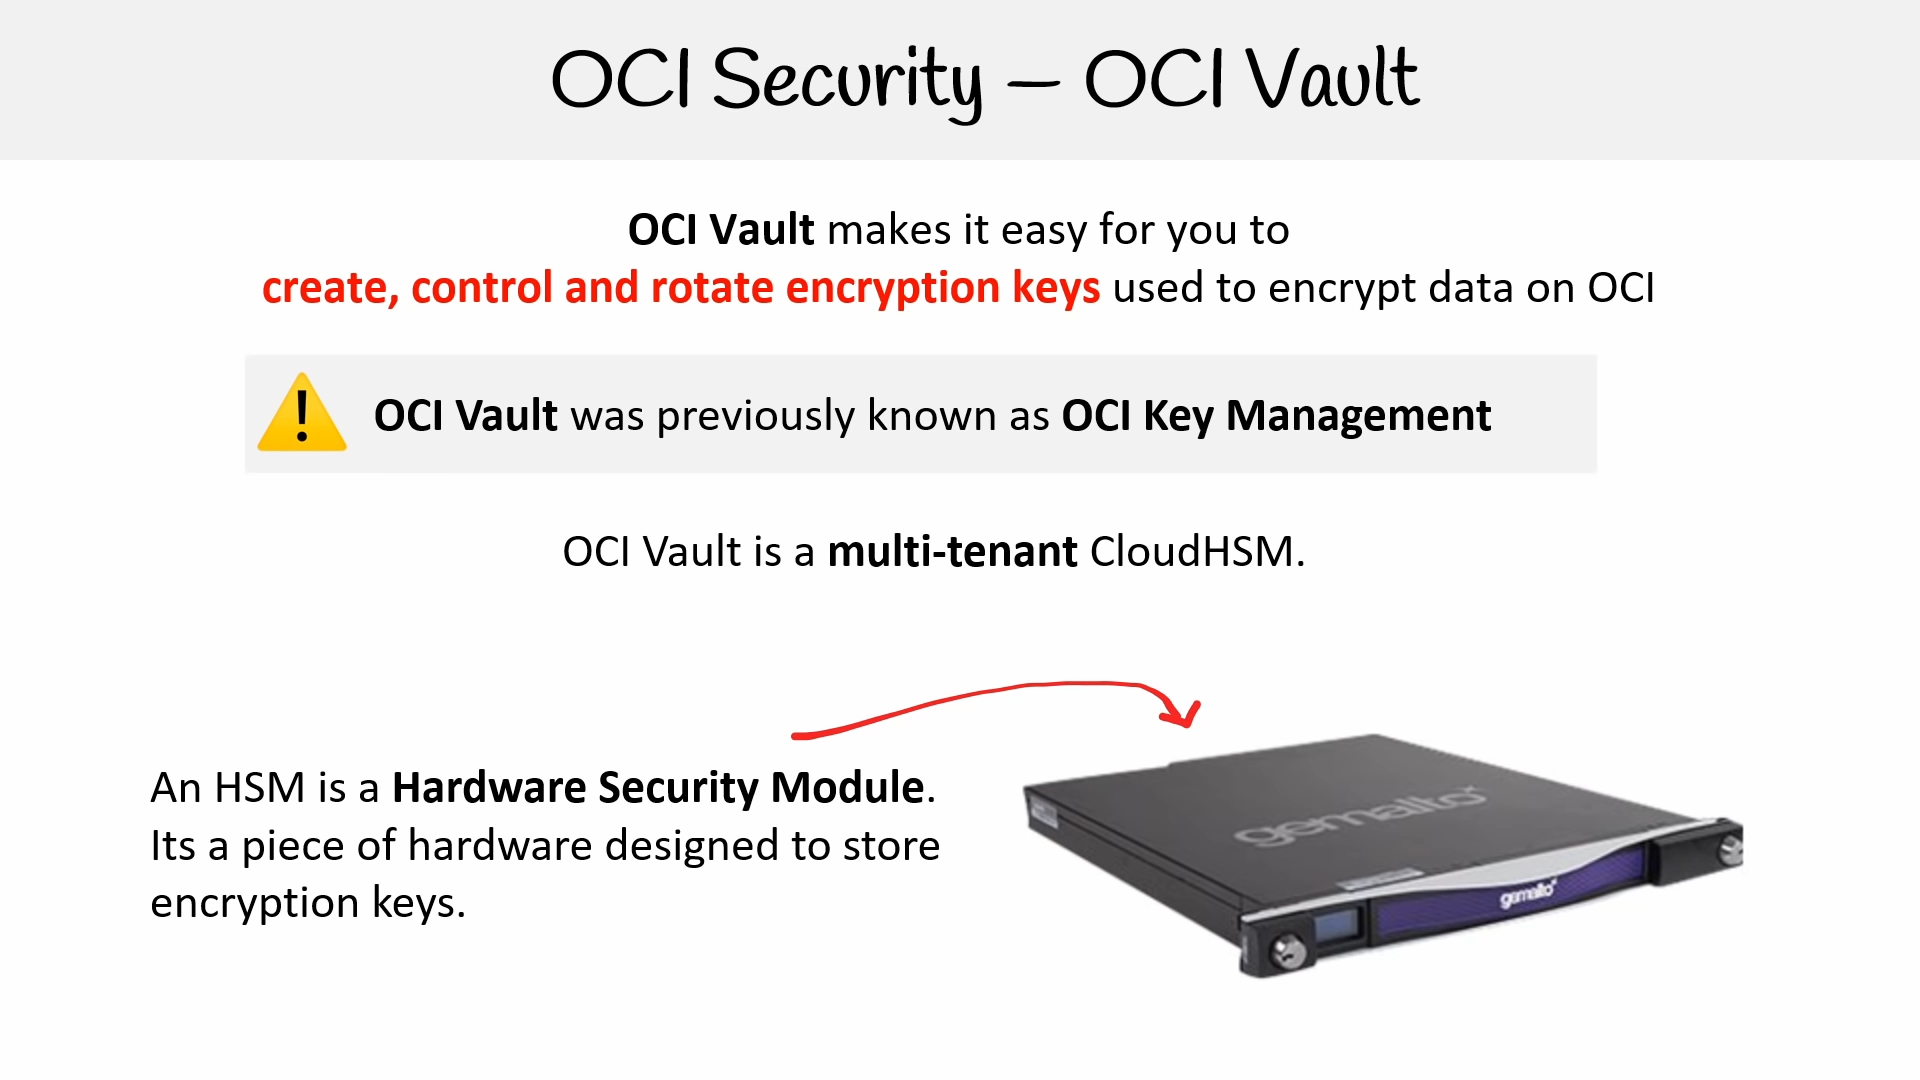 OCI Security – OCI Vault
OCI Vault makes it easy for you to
create, control and rotate encryption keys used to encrypt data on OCI
OCI Vault was previously known as OCI Key Management
OCI Vault is a multi-tenant CloudHSM.
An HSM is a Hardware Security Module.
Its a piece of hardware designed to store
encryption keys.
gemalto
gemalto